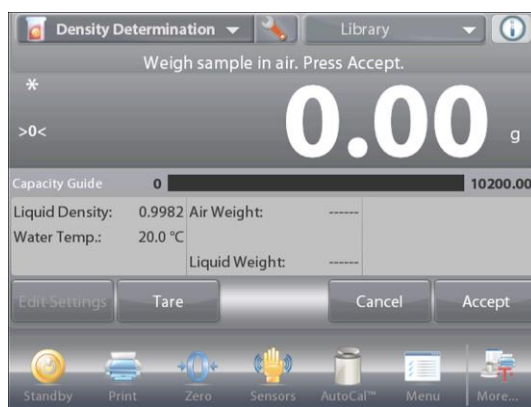 Density Determination Library
Weigh sample in air. Press Accept.
*
>0<
0.00 g
Capacity Guide 0 10200.00
Liquid Density: 0.9982 Air Weight: ------
Water Temp.: 20.0 °C
Liquid Weight: ------
Edit Settings Tare Cancel Accept
Standby Print Zero Sensors AutoCal™ Menu More...